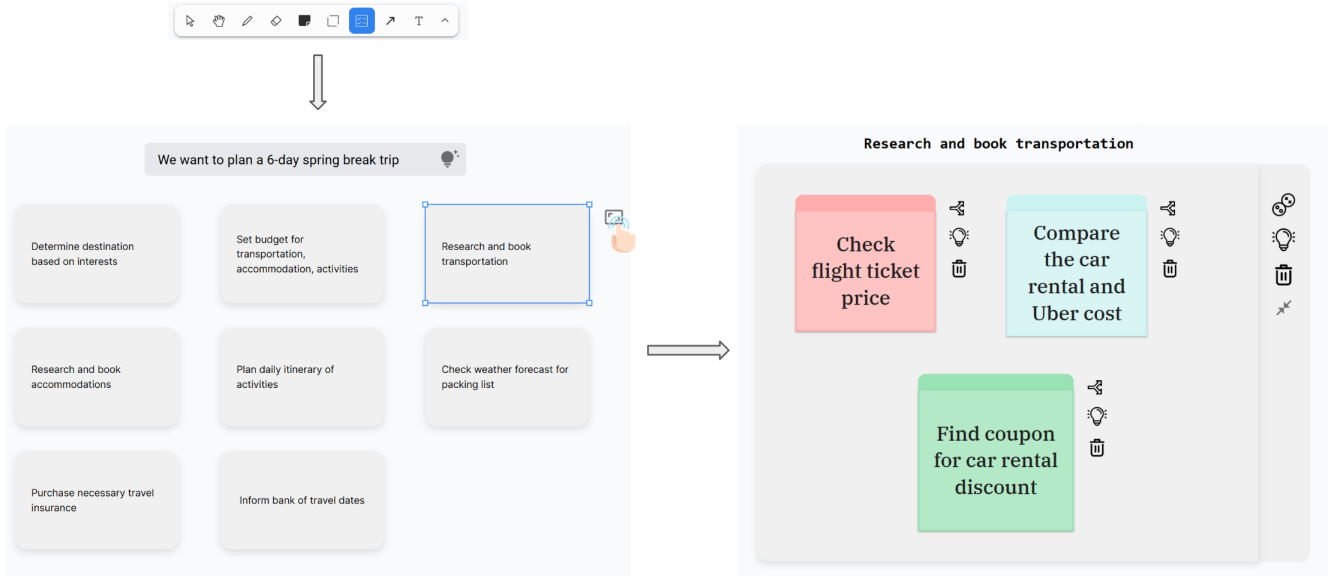 T
We want to plan a 6-day spring break trip
Determine destination
based on interests
Set budget for
transportation,
accommodation, activities
Research and book
transportation
Research and book
accommodations
Plan daily itinerary of
activities
Check weather forecast for
packing list
Purchase necessary travel
insurance
Inform bank of travel dates
Research and book transportation
Check
flight ticket
price
Compare
the car
rental and
Uber cost
Find coupon
for car rental
discount